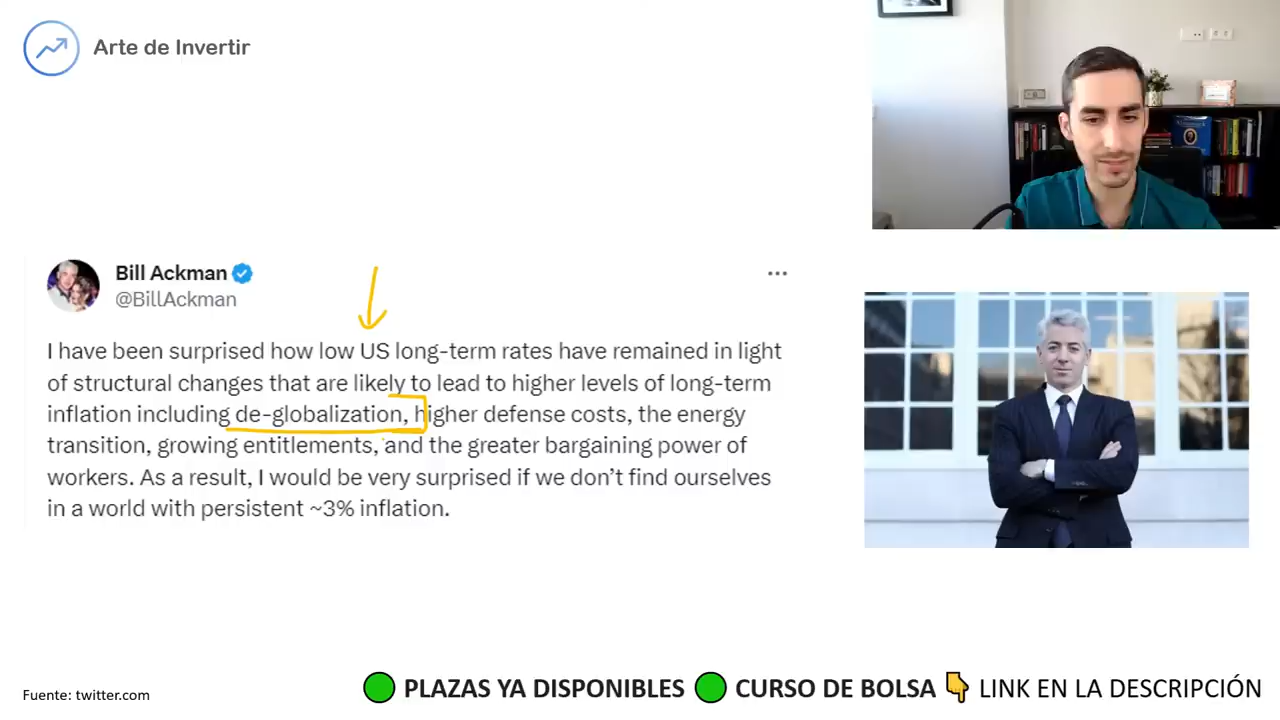 Arte de Invertir
Bill Ackman
@BillAckman
I have been surprised how low US long-term rates have remained in light
of structural changes that are likely to lead to higher levels of long-term
inflation including de-globalization, higher defense costs, the energy
transition, growing entitlements, and the greater bargaining power of
workers. As a result, I would be very surprised if we don’t find ourselves
in a world with persistent ~3% inflation.
Fuente: twitter.com
PLAZAS YA DISPONIBLES CURSO DE BOLSA LINK EN LA DESCRIPCIÓN